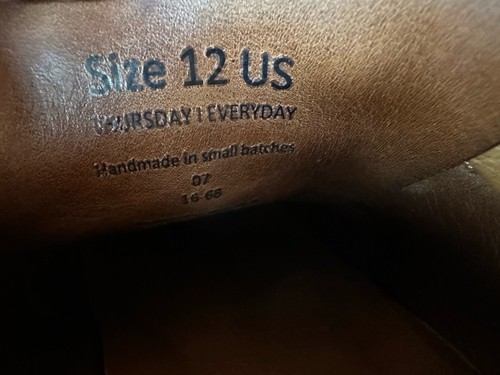 Size 12 US
THURSDAY | EVERYDAY
Handmade in small batches
07
16-66